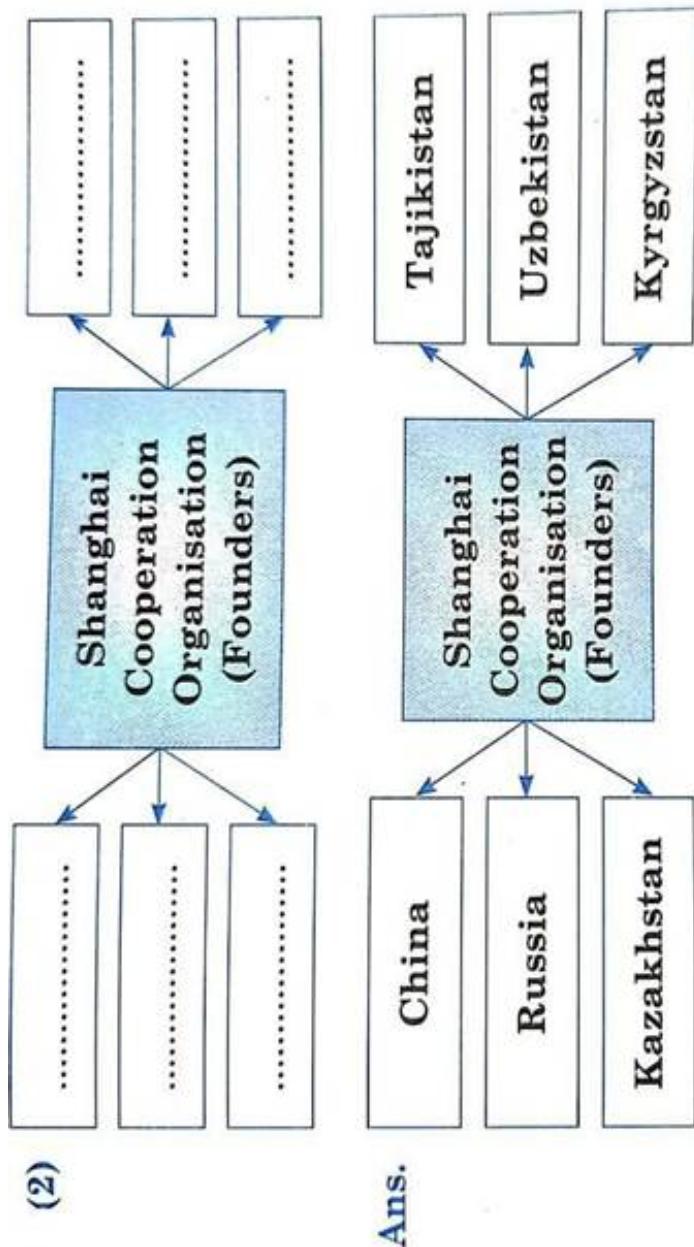 (2)
........................
........................
........................
Shanghai
Cooperation
Organisation
(Founders)
........................
........................
........................
Ans.
China
Russia
Kazakhstan
Shanghai
Cooperation
Organisation
(Founders)
Tajikistan
Uzbekistan
Kyrgyzstan